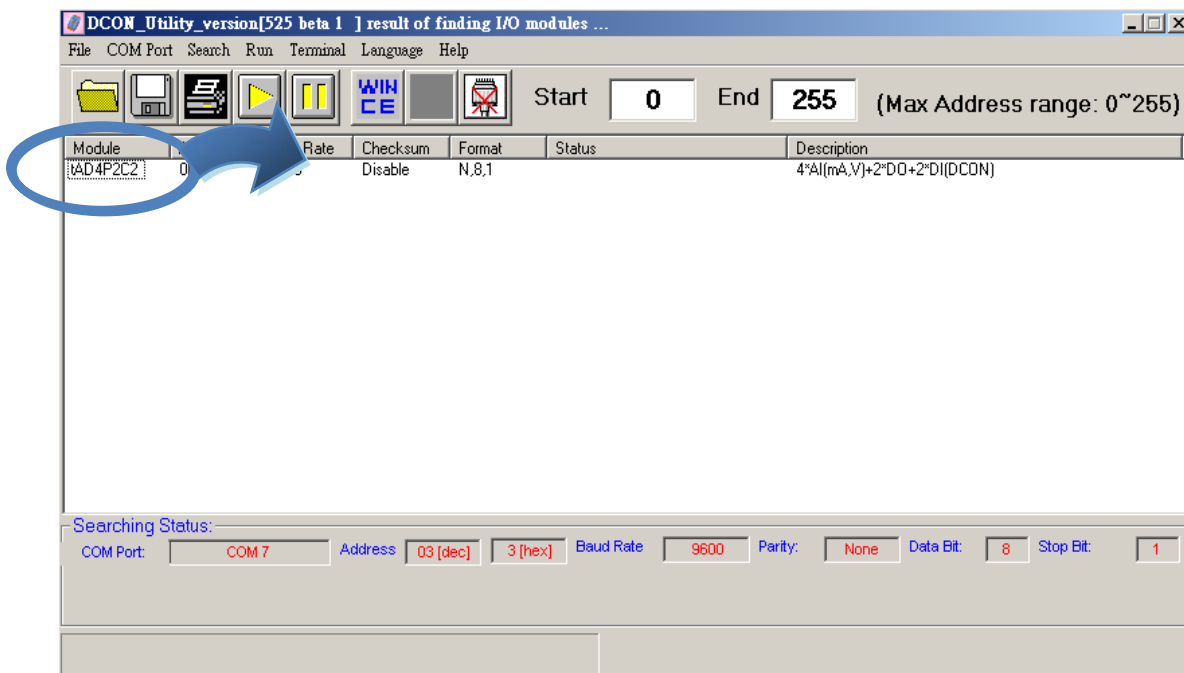 DCON_Utility_version[525 beta 1 ] result of finding I/O modules ...
File COM Port Search Run Terminal Language Help
WIN CE Start 0 End 255 (Max Address range: 0~255)
Module Rate Checksum Format Status Description
tAD4P2C2 Disable N,8,1 4*AI(mA,V)+2*DO+2*DI(DCON)
Searching Status:
COM Port: COM 7 Address 03 [dec] 3 [hex] Baud Rate 9600 Parity: None Data Bit: 8 Stop Bit: 1